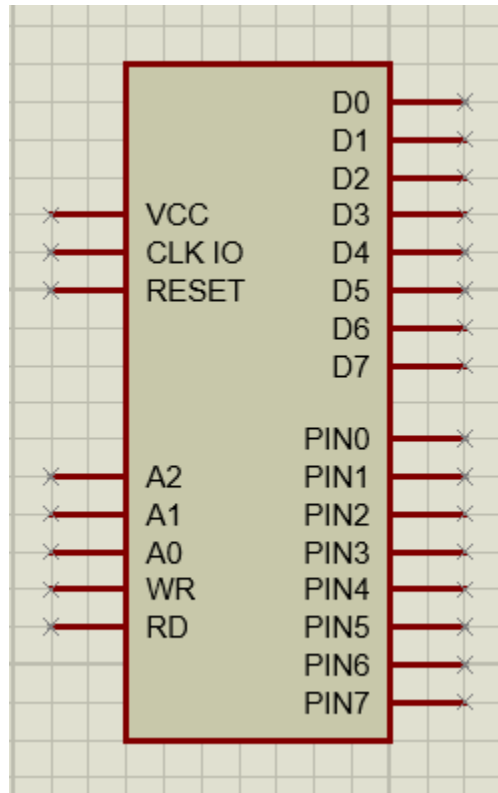 VCC
CLK IO
RESET
A2
A1
A0
WR
RD
D0
D1
D2
D3
D4
D5
D6
D7
PIN0
PIN1
PIN2
PIN3
PIN4
PIN5
PIN6
PIN7